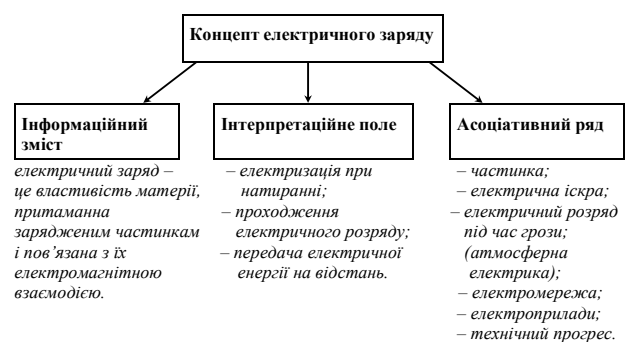 Концепт електричного заряду
Інформаційний
зміст
електричний заряд –
це властивість матерії,
притаманна
зарядженим частинкам
і пов’язана з їх
електромагнітною
взаємодією.
Інтерпретаційне поле
– електризація при
натиранні;
– проходження
електричного розряду;
– передача електричної
енергії на відстань.
Асоціативний ряд
– частинка;
– електрична іскра;
– електричний розряд
під час грози;
(атмосферна
електрика);
– електромережа;
– електроприлади;
– технічний прогрес.